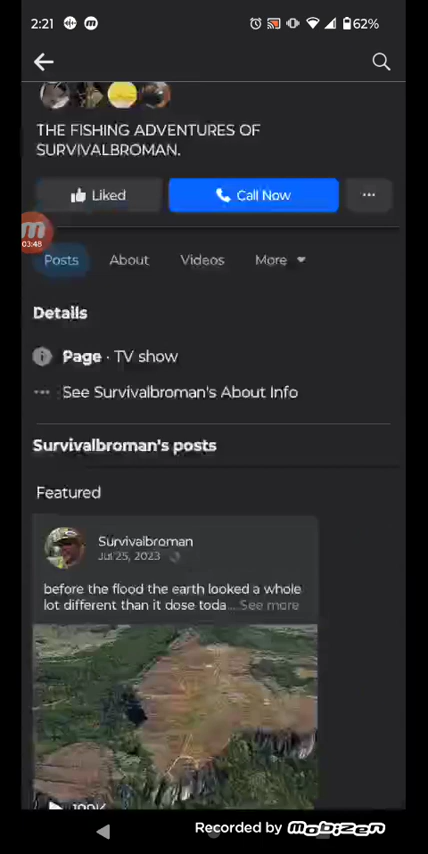 2:21
62%
THE FISHING ADVENTURES OF
SURVIVALBROMAN.
Liked
Call Now
m
03:48
Posts
About
Videos
More
Details
Page · TV show
See Survivalbroman's About Info
Survivalbroman's posts
Featured
Survivalbroman
Jul 25, 2023
before the flood the earth looked a whole
lot different than it dose toda... See more
Recorded by mobizen